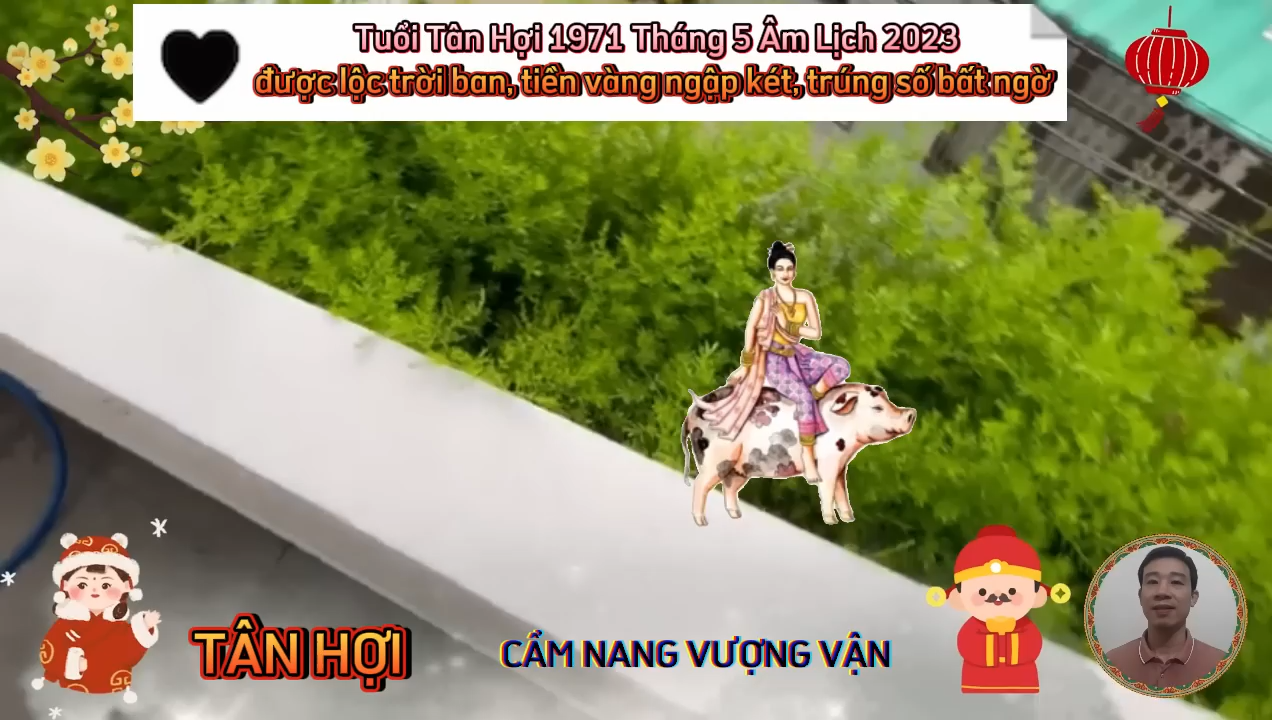 Tuổi Tân Hợi 1971 Tháng 5 Âm Lịch 2023
được lộc trời ban, tiền vàng ngập két, trúng số bất ngờ
TÂN HỢI
CẨM NANG VƯỢNG VẬN